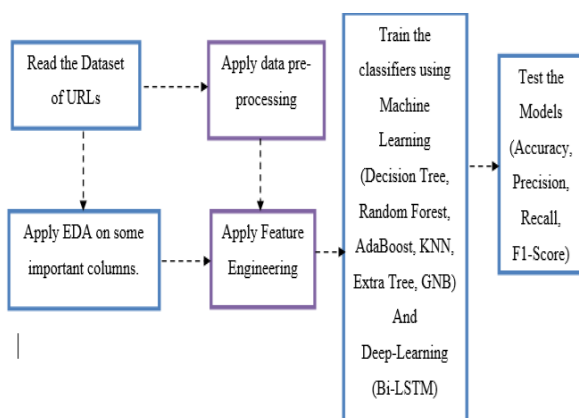 Read the Dataset
of URLs
Apply data pre-
processing
Apply EDA on some
important columns.
Apply Feature
Engineering
Train the
classifiers using
Machine
Learning
(Decision Tree,
Random Forest,
AdaBoost, KNN,
Extra Tree, GNB)
And
Deep-Learning
(Bi-LSTM)
Test the
Models
(Accuracy,
Precision,
Recall,
F1-Score)